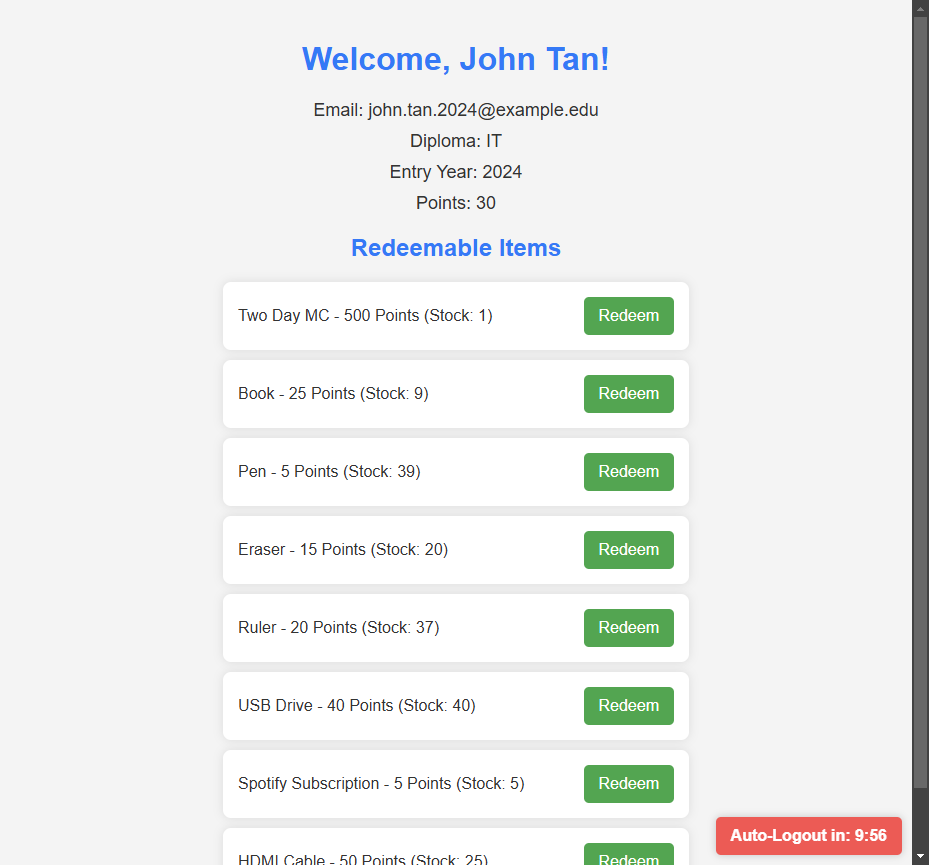 Welcome, John Tan!
Email: john.tan.2024@example.edu
Diploma: IT
Entry Year: 2024
Points: 30
Redeemable Items
Two Day MC - 500 Points (Stock: 1)
Redeem
Book - 25 Points (Stock: 9)
Redeem
Pen - 5 Points (Stock: 39)
Redeem
Eraser - 15 Points (Stock: 20)
Redeem
Ruler - 20 Points (Stock: 37)
Redeem
USB Drive - 40 Points (Stock: 40)
Redeem
Spotify Subscription - 5 Points (Stock: 5)
Redeem
Auto-Logout in: 9:56
HDMI Cable - 50 Points (Stock: 25)
Redeem